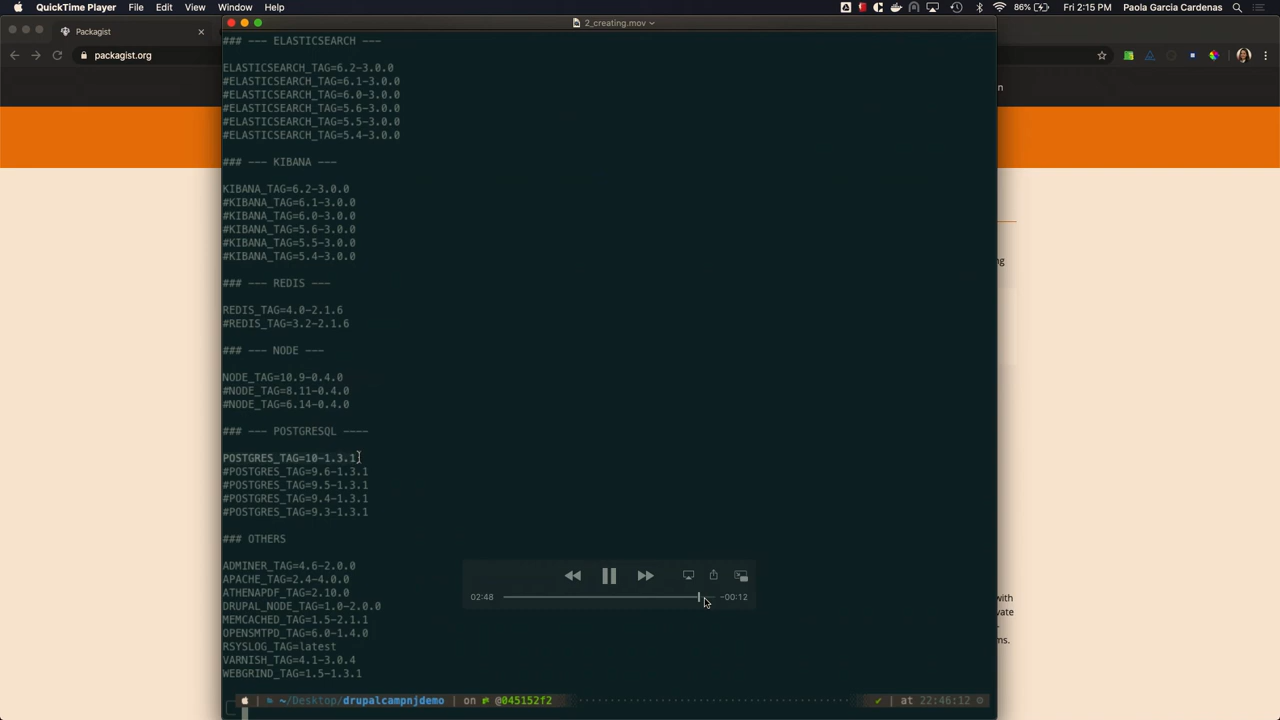 QuickTime Player File Edit View Window Help 86% Fri 2:15 PM Paola Garcia Cardenas
Packagist
2_creating.mov
packagist.org
### --- ELASTICSEARCH ---
ELASTICSEARCH_TAG=6.2-3.0.0
#ELASTICSEARCH_TAG=6.1-3.0.0
#ELASTICSEARCH_TAG=6.0-3.0.0
#ELASTICSEARCH_TAG=5.6-3.0.0
#ELASTICSEARCH_TAG=5.5-3.0.0
#ELASTICSEARCH_TAG=5.4-3.0.0
### --- KIBANA ---
KIBANA_TAG=6.2-3.0.0
#KIBANA_TAG=6.1-3.0.0
#KIBANA_TAG=6.0-3.0.0
#KIBANA_TAG=5.6-3.0.0
#KIBANA_TAG=5.5-3.0.0
#KIBANA_TAG=5.4-3.0.0
### --- REDIS ---
REDIS_TAG=4.0-2.1.6
#REDIS_TAG=3.2-2.1.6
### --- NODE ---
NODE_TAG=10.9-0.4.0
#NODE_TAG=8.11-0.4.0
#NODE_TAG=6.14-0.4.0
### --- POSTGRESQL ----
POSTGRES_TAG=10-1.3.1
#POSTGRES_TAG=9.6-1.3.1
#POSTGRES_TAG=9.5-1.3.1
#POSTGRES_TAG=9.4-1.3.1
#POSTGRES_TAG=9.3-1.3.1
### OTHERS
ADMINER_TAG=4.6-2.0.0
APACHE_TAG=2.4-4.0.0
ATHENAPDF_TAG=2.10.0
DRUPAL_NODE_TAG=1.0-2.0.0
MEMCACHED_TAG=1.5-2.1.1
OPENSMTPD_TAG=6.0-1.4.0
RSYSLOG_TAG=latest
VARNISH_TAG=4.1-3.0.4
WEBGRIND_TAG=1.5-1.3.1
02:48 -00:12
| ~/Desktop/drupalcampnjdemo | on @045152f2 ✔ | at 22:46:12
with